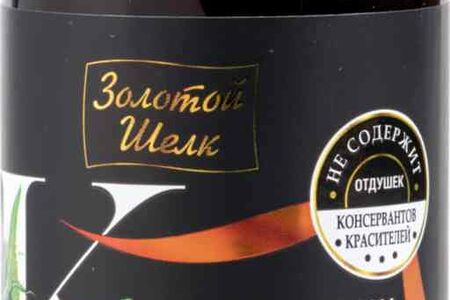 Золотой
Шелк
НЕ СОДЕРЖИТ
ОТДУШЕК
КОНСЕРВАНТОВ
КРАСИТЕЛЕЙ
К